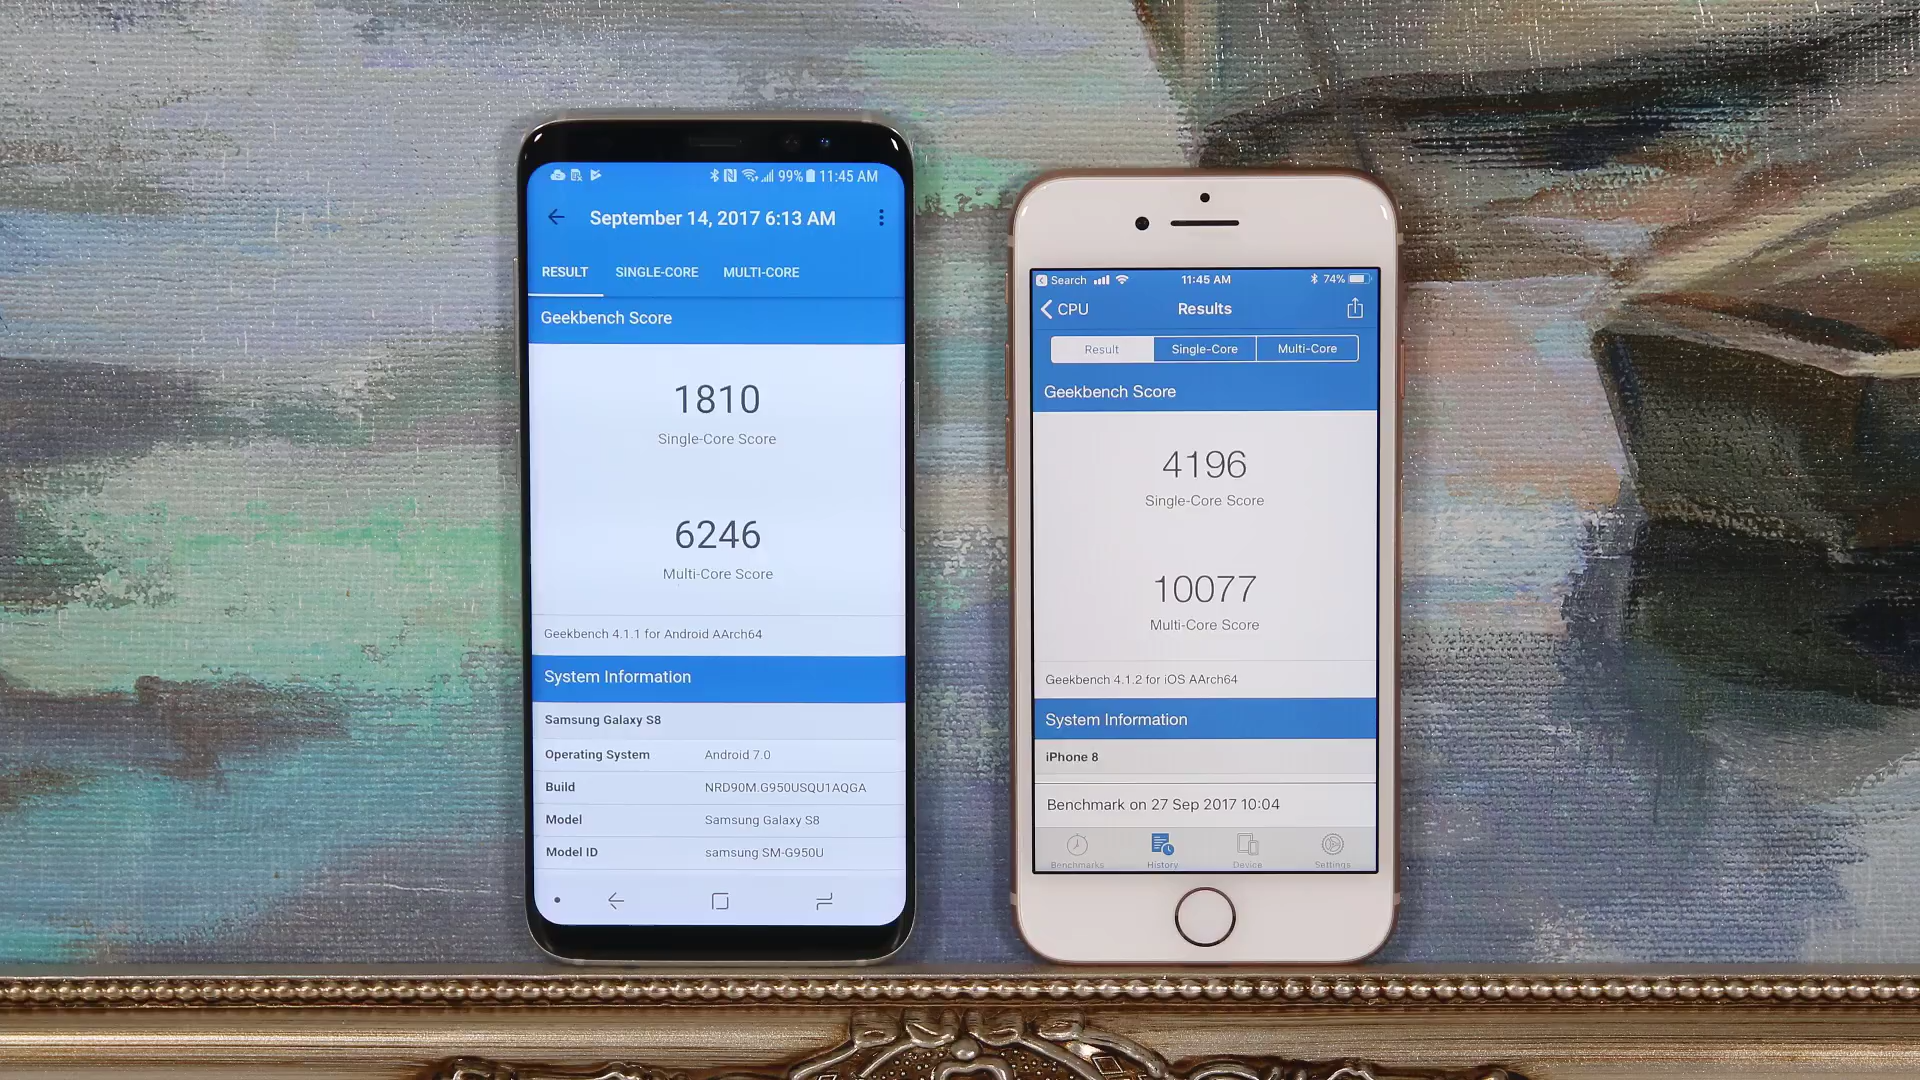 99% 11:45 AM
September 14, 2017 6:13 AM
RESULT SINGLE-CORE MULTI-CORE
Geekbench Score
1810
Single-Core Score
6246
Multi-Core Score
Geekbench 4.1.1 for Android AArch64
System Information
Samsung Galaxy S8
Operating System Android 7.0
Build NRD90M.G950USQU1AQGA
Model Samsung Galaxy S8
Model ID samsung SM-G950U
Search 11:45 AM 74%
CPU Results
Result Single-Core Multi-Core
Geekbench Score
4196
Single-Core Score
10077
Multi-Core Score
Geekbench 4.1.2 for iOS AArch64
System Information
iPhone 8
Benchmark on 27 Sep 2017 10:04
Benchmarks History Device Settings